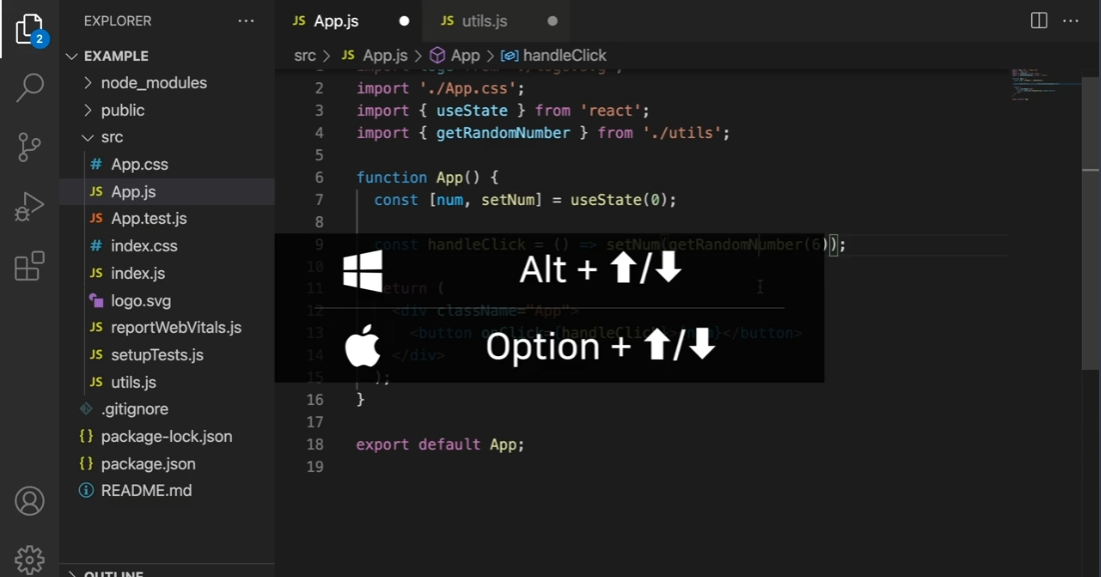 EXPLORER
EXAMPLE
node_modules
public
src
# App.css
JS App.js
JS App.test.js
# index.css
JS index.js
logo.svg
JS reportWebVitals.js
JS setupTests.js
JS utils.js
.gitignore
{} package-lock.json
{} package.json
README.md
OUTLINE
2
JS App.js
JS utils.js
src > JS App.js > App > handleClick
2 import './App.css';
3 import { useState } from 'react';
4 import { getRandomNumber } from './utils';
5
6 function App() {
7 const [num, setNum] = useState(0);
8
9 const handleClick = () => setNum(getRandomNumber(6));
10
11 return (
12 <div className="App">
13 <button onClick={handleClick} </button>
14 </div>
15 );
16 }
17
18 export default App;
19
Alt + ⬆/⬇
Option + ⬆/⬇